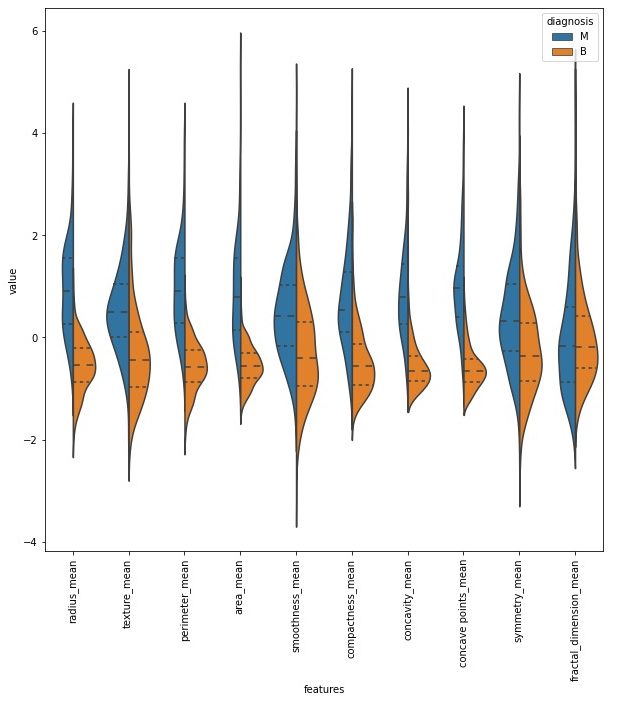 diagnosis
M
B
6
4
2
0
−2
−4
value
radius_mean
texture_mean
perimeter_mean
area_mean
smoothness_mean
compactness_mean
concavity_mean
concave points_mean
symmetry_mean
fractal_dimension_mean
features